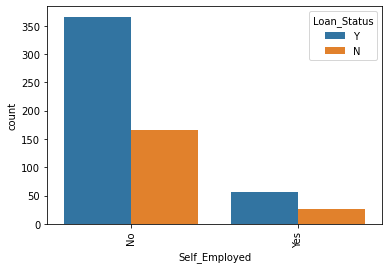 Loan_Status
Y
N
350
300
250
200
150
100
50
0
count
No
Yes
Self_Employed